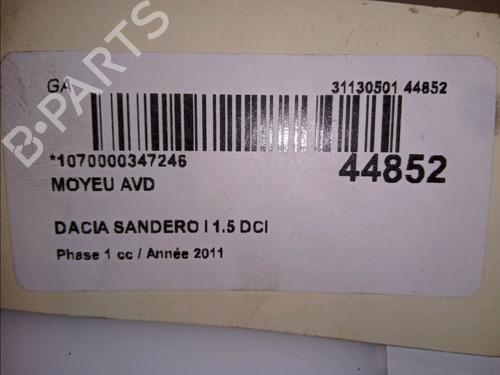 B-PARTS
GA 31130501 44852
*1070000347246 44852
MOYEU AVD
DACIA SANDERO I 1.5 DCI
Phase 1 cc / Année 2011